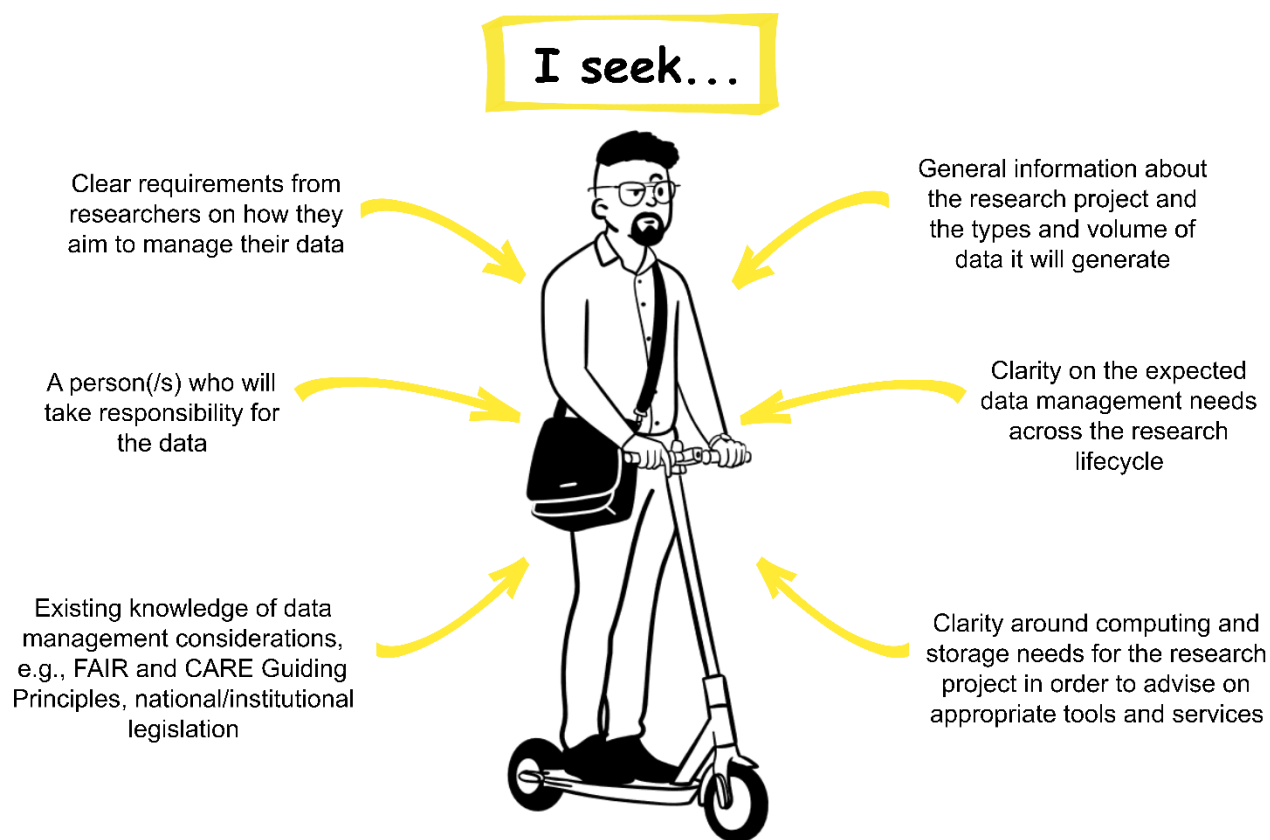 I seek...
Clear requirements from
researchers on how they
aim to manage their data
General information about
the research project and
the types and volume of
data it will generate
A person(/s) who will
take responsibility for
the data
Clarity on the expected
data management needs
across the research
lifecycle
Existing knowledge of data
management considerations,
e.g., FAIR and CARE Guiding
Principles, national/institutional
legislation
Clarity around computing and
storage needs for the research
project in order to advise on
appropriate tools and services